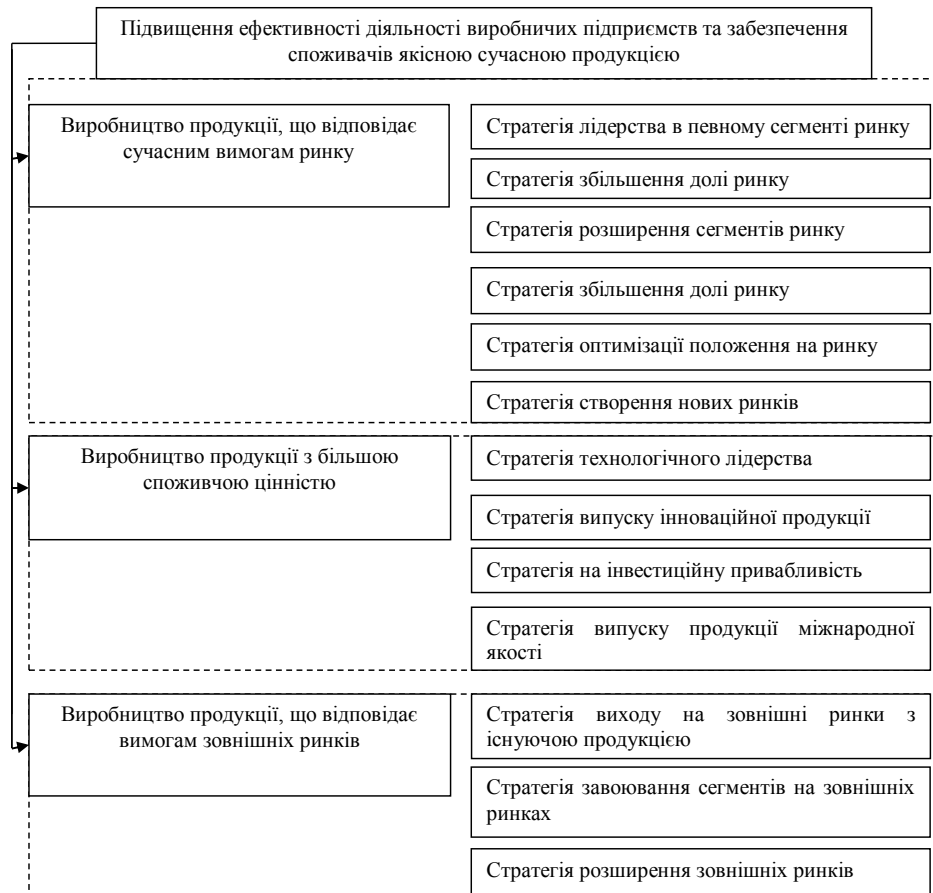 Підвищення ефективності діяльності виробничих підприємств та забезпечення
споживачів якісною сучасною продукцією
Виробництво продукції, що відповідає
сучасним вимогам ринку
Стратегія лідерства в певному сегменті ринку
Стратегія збільшення долі ринку
Стратегія розширення сегментів ринку
Стратегія збільшення долі ринку
Стратегія оптимізації положення на ринку
Стратегія створення нових ринків
Виробництво продукції з більшою
споживчою цінністю
Стратегія технологічного лідерства
Стратегія випуску інноваційної продукції
Стратегія на інвестиційну привабливість
Стратегія випуску продукції міжнародної
якості
Виробництво продукції, що відповідає
вимогам зовнішніх ринків
Стратегія виходу на зовнішні ринки з
існуючою продукцією
Стратегія завоювання сегментів на зовнішніх
ринках
Стратегія розширення зовнішніх ринків